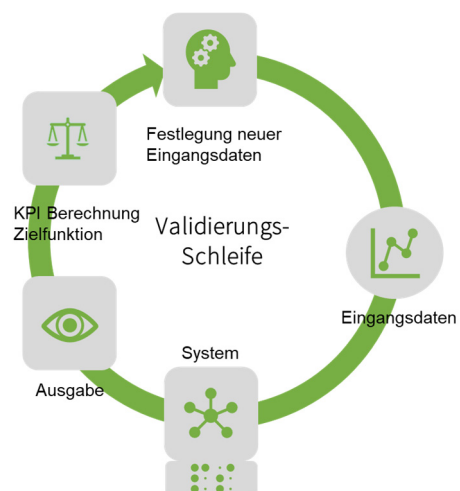 Festlegung neuer
Eingangsdaten
KPI Berechnung
Zielfunktion
Validierungs-
Schleife
Eingangsdaten
System
Ausgabe